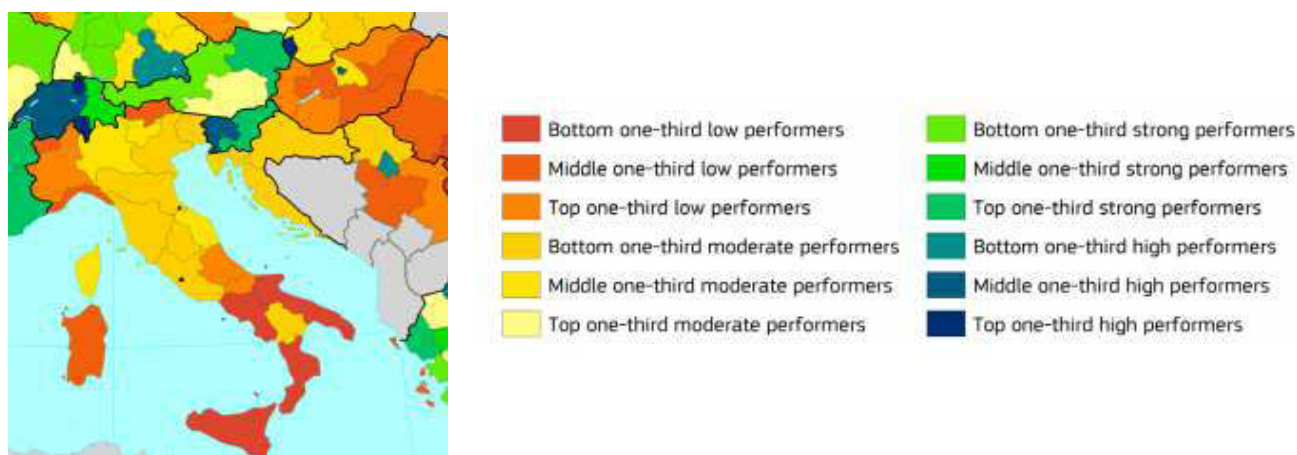 Bottom one-third low performers
Middle one-third low performers
Top one-third low performers
Bottom one-third moderate performers
Middle one-third moderate performers
Top one-third moderate performers
Bottom one-third strong performers
Middle one-third strong performers
Top one-third strong performers
Bottom one-third high performers
Middle one-third high performers
Top one-third high performers